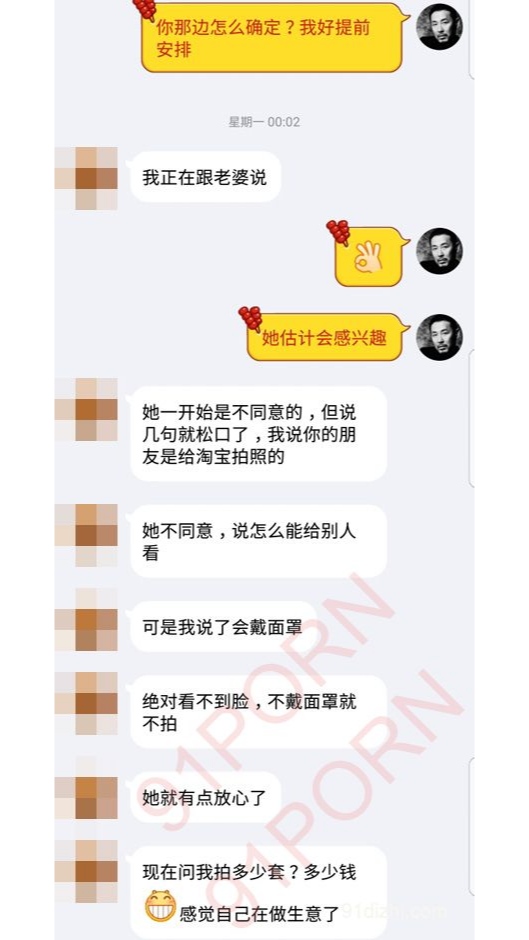 你那边怎么确定？我好提前
安排
星期一 00:02
我正在跟老婆说
她估计会感兴趣
她一开始是不同意的，但说
几句就松口了，我说你的朋
友是给淘宝拍照的
她不同意，说怎么能给别人
看
可是我说了会戴面罩
绝对看不到脸，不戴面罩就
不拍
她就有点放心了
现在问我拍多少套？多少钱
感觉自己在做生意了
91PORN
91PORN